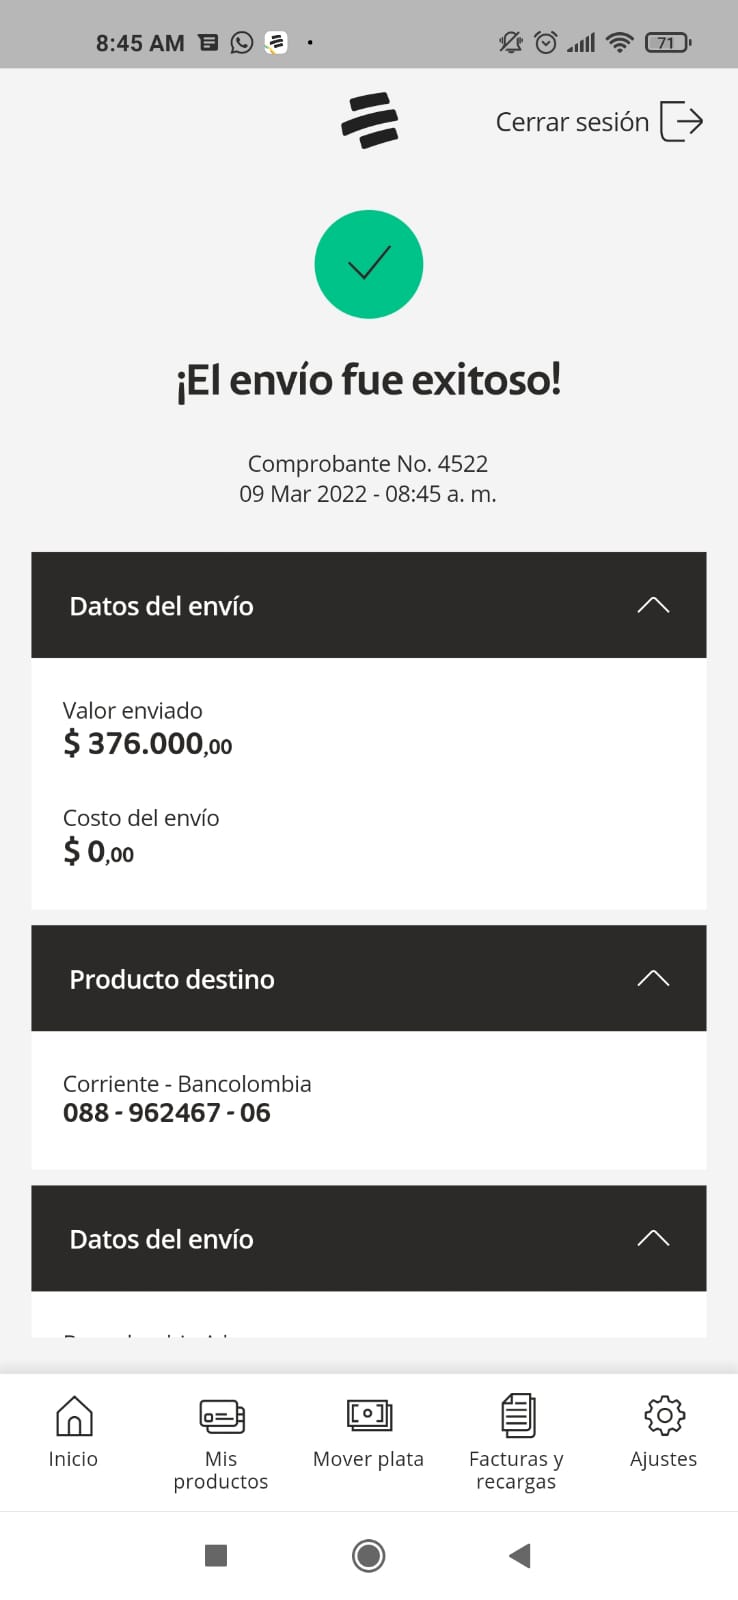 8:45 AM
71
Cerrar sesión
¡El envío fue exitoso!
Comprobante No. 4522
09 Mar 2022 - 08:45 a. m.
Datos del envío
Valor enviado
$ 376.000,00
Costo del envío
$ 0,00
Producto destino
Corriente - Bancolombia
088 - 962467 - 06
Datos del envío
Inicio
Mis
productos
Mover plata
Facturas y
recargas
Ajustes